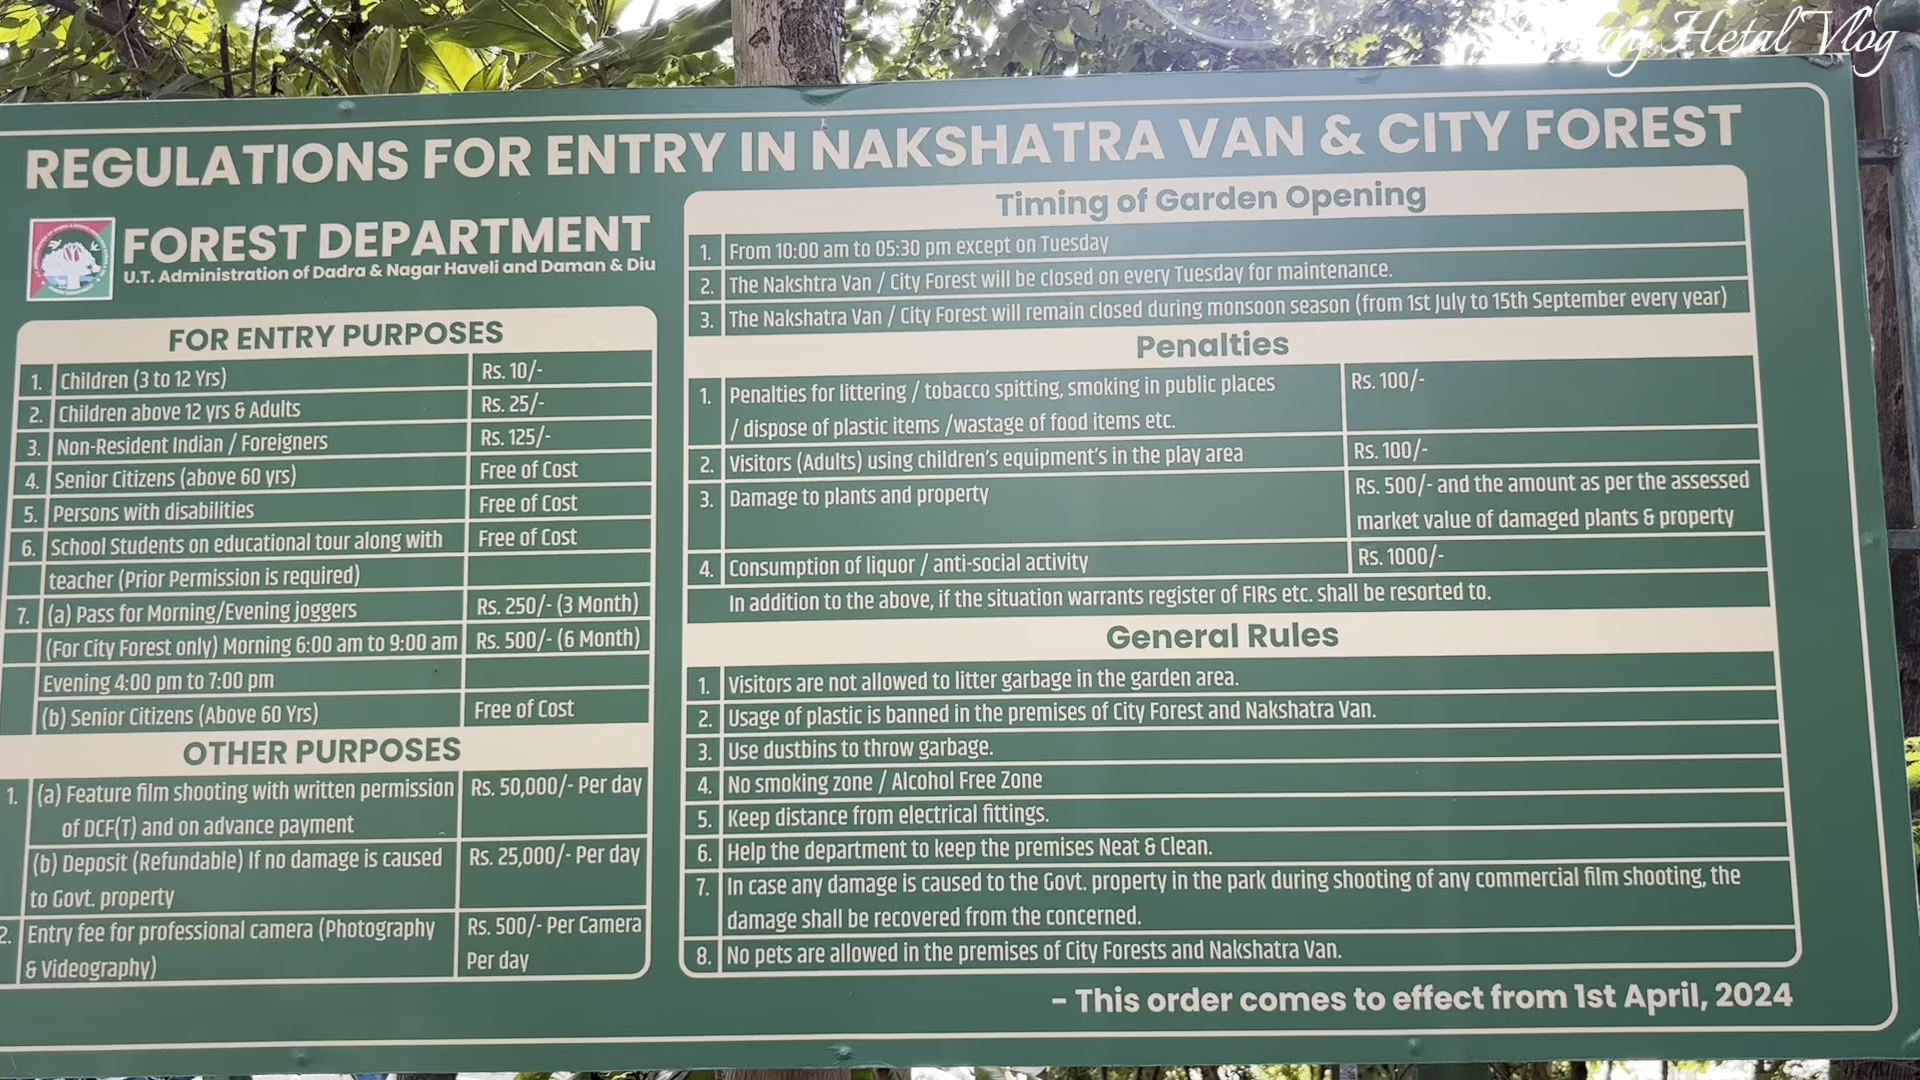 Hetal Vlog
REGULATIONS FOR ENTRY IN NAKSHATRA VAN & CITY FOREST
FOREST DEPARTMENT
U.T. Administration of Dadra & Nagar Haveli and Daman & Diu
FOR ENTRY PURPOSES
1. Children (3 to 12 Yrs) Rs. 10/-
2. Children above 12 yrs & Adults Rs. 25/-
3. Non-Resident Indian / Foreigners Rs. 125/-
4. Senior Citizens (above 60 yrs) Free of Cost
5. Persons with disabilities Free of Cost
6. School Students on educational tour along with Free of Cost
teacher (Prior Permission is required)
7. (a) Pass for Morning/Evening joggers Rs. 250/- (3 Month)
(For City Forest only) Morning 6:00 am to 9:00 am Rs. 500/- (6 Month)
Evening 4:00 pm to 7:00 pm
(b) Senior Citizens (Above 60 Yrs) Free of Cost
OTHER PURPOSES
1. (a) Feature film shooting with written permission Rs. 50,000/- Per day
of DCF(T) and on advance payment
(b) Deposit (Refundable) If no damage is caused Rs. 25,000/- Per day
to Govt. property
2. Entry fee for professional camera (Photography Rs. 500/- Per Camera
& Videography) Per day
Timing of Garden Opening
1. From 10:00 am to 05:30 pm except on Tuesday
2. The Nakshtra Van / City Forest will be closed on every Tuesday for maintenance.
3. The Nakshatra Van / City Forest will remain closed during monsoon season (from 1st July to 15th September every year)
Penalties
1. Penalties for littering / tobacco spitting, smoking in public places Rs. 100/-
/ dispose of plastic items /wastage of food items etc.
2. Visitors (Adults) using children's equipment's in the play area Rs. 100/-
3. Damage to plants and property Rs. 500/- and the amount as per the assessed
market value of damaged plants & property
4. Consumption of liquor / anti-social activity Rs. 1000/-
In addition to the above, if the situation warrants register of FIRs etc. shall be resorted to.
General Rules
1. Visitors are not allowed to litter garbage in the garden area.
2. Usage of plastic is banned in the premises of City Forest and Nakshatra Van.
3. Use dustbins to throw garbage.
4. No smoking zone / Alcohol Free Zone
5. Keep distance from electrical fittings.
6. Help the department to keep the premises Neat & Clean.
7. In case any damage is caused to the Govt. property in the park during shooting of any commercial film shooting, the
damage shall be recovered from the concerned.
8. No pets are allowed in the premises of City Forests and Nakshatra Van.
- This order comes to effect from 1st April, 2024